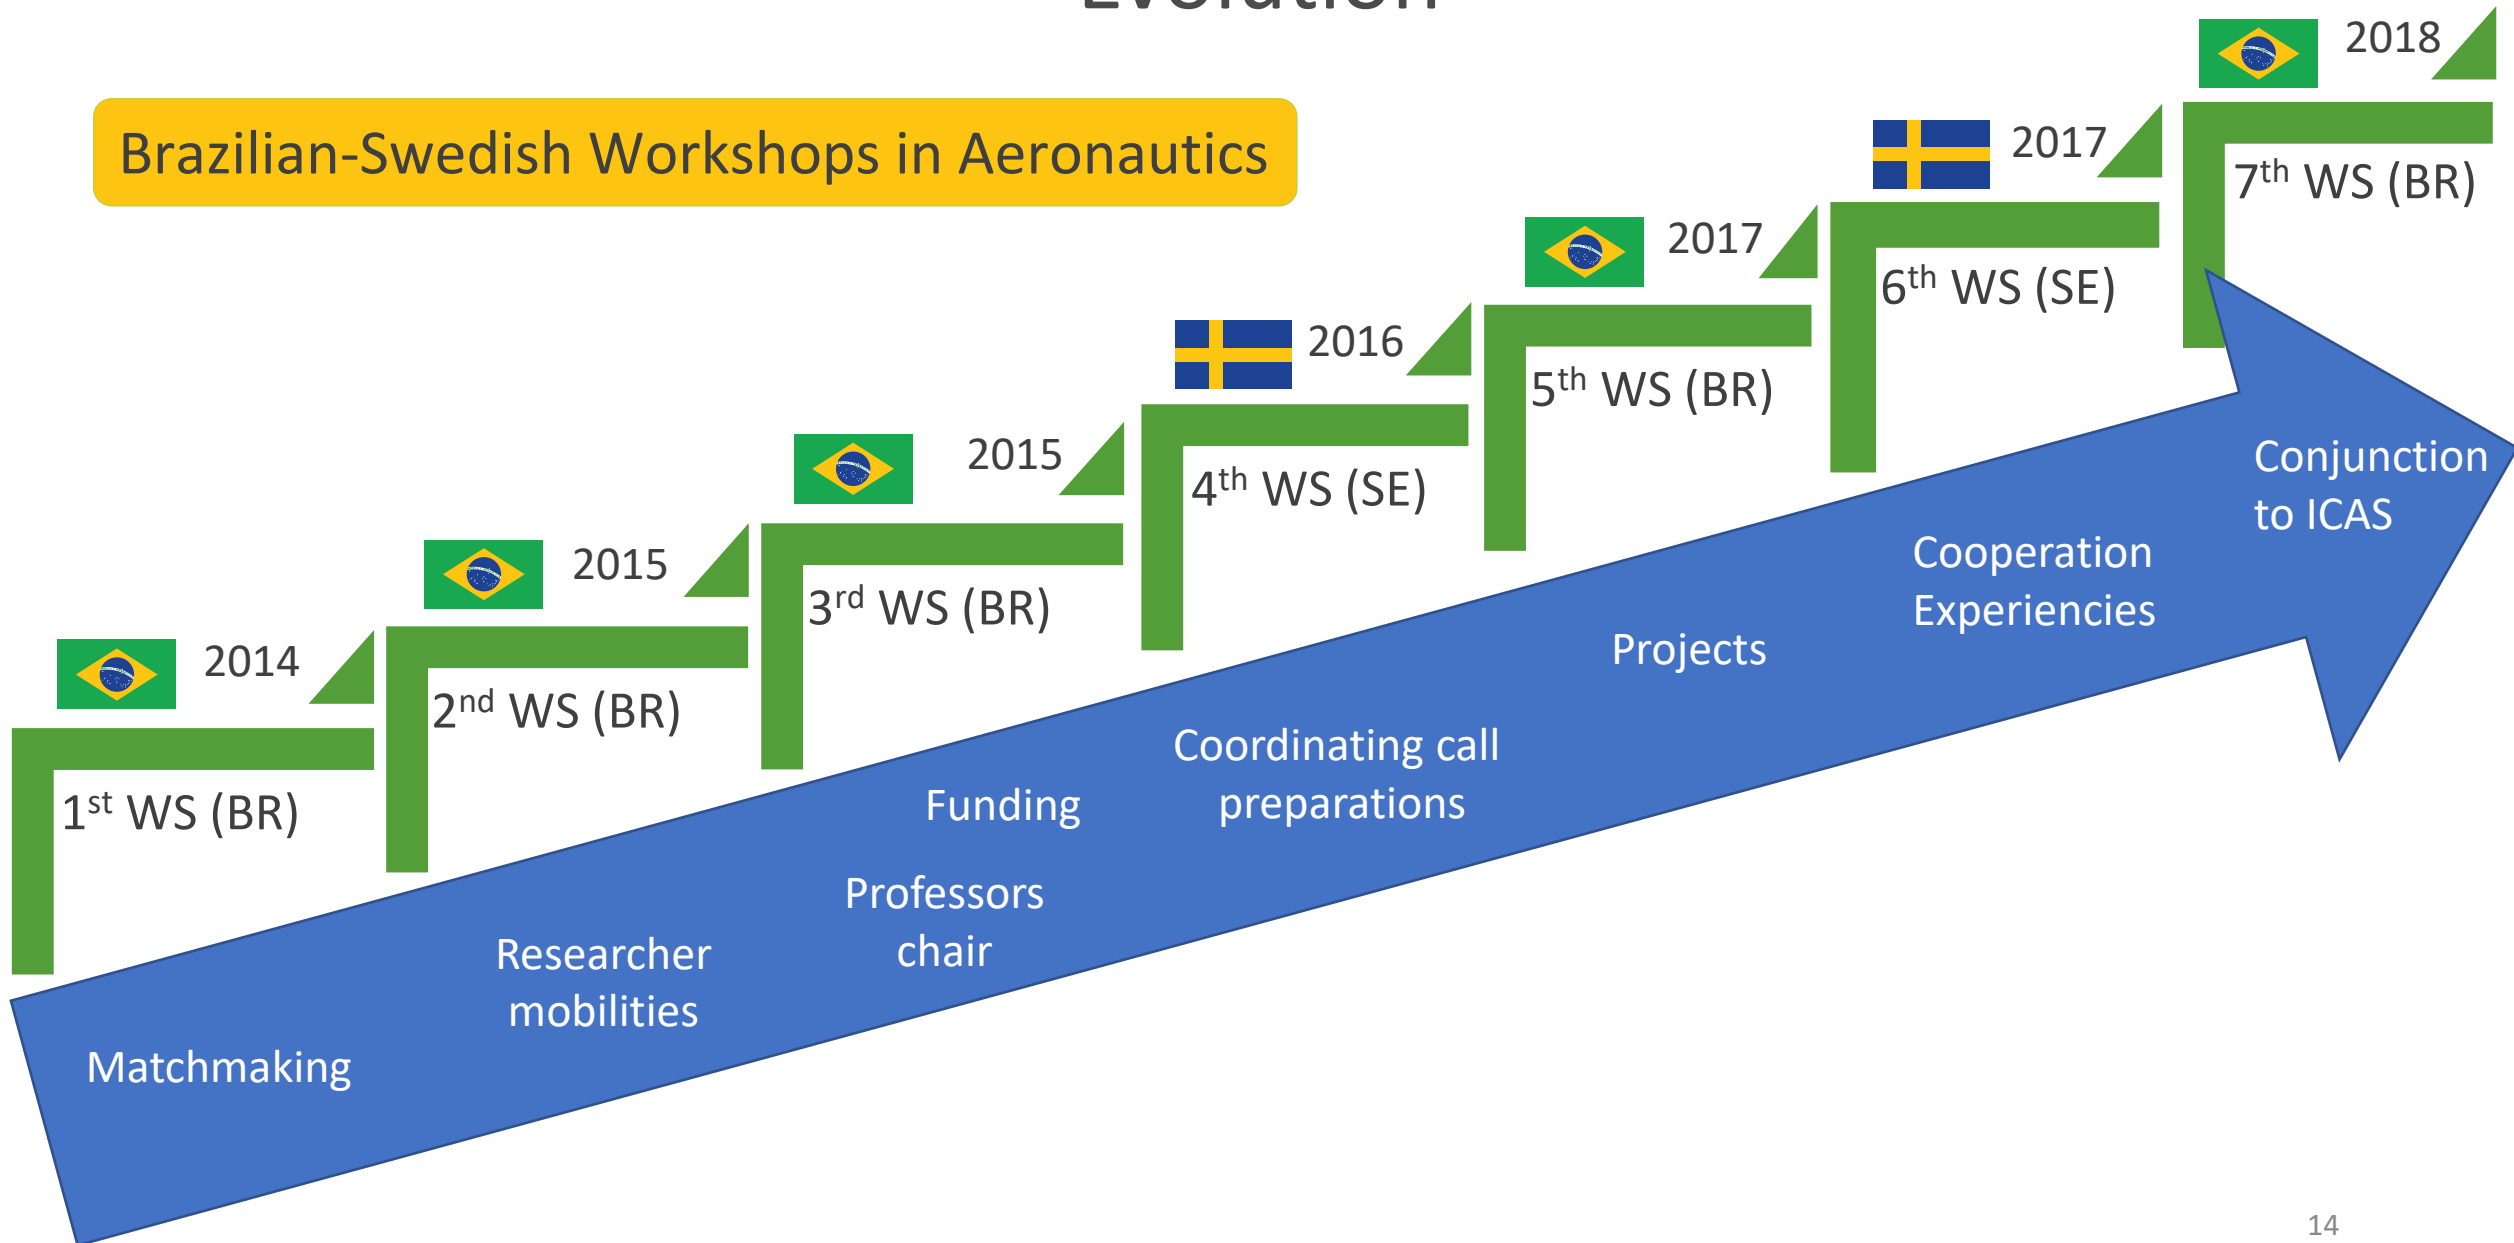 Evolution
Brazilian-Swedish Workshops in Aeronautics
2014
1st WS (BR)
2015
2nd WS (BR)
2015
3rd WS (BR)
2016
4th WS (SE)
2017
5th WS (BR)
2017
6th WS (SE)
2018
7th WS (BR)
Matchmaking
Researcher
mobilities
Funding
Professors
chair
Coordinating call
preparations
Projects
Cooperation
Experiencies
Conjunction
to ICAS
14